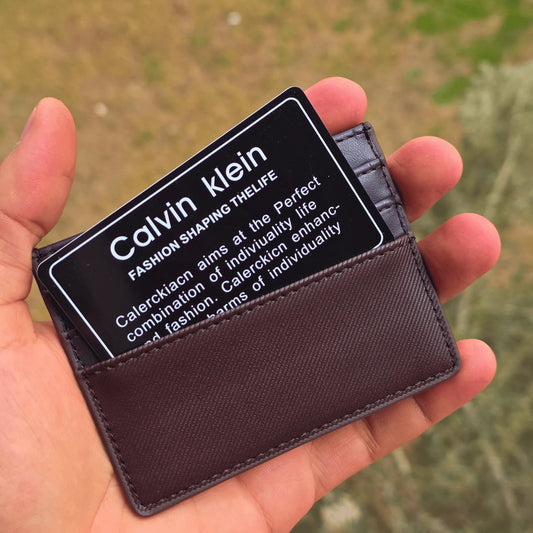 Calvin klein
FASHION SHAPING THELIFE
Calerckiacn aims at the Perfect
combination of indiviuality life
and fashion. Calerckicn enhanc-
harms of individuality